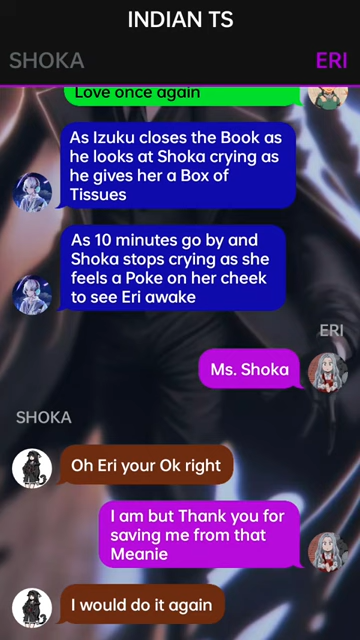 INDIAN TS
SHOKA
ERI
Love once again
As Izuku closes the Book as
he looks at Shoka crying as
he gives her a Box of
Tissues
As 10 minutes go by and
Shoka stops crying as she
feels a Poke on her cheek
to see Eri awake
ERI
Ms. Shoka
SHOKA
Oh Eri your Ok right
I am but Thank you for
saving me from that
Meanie
I would do it again